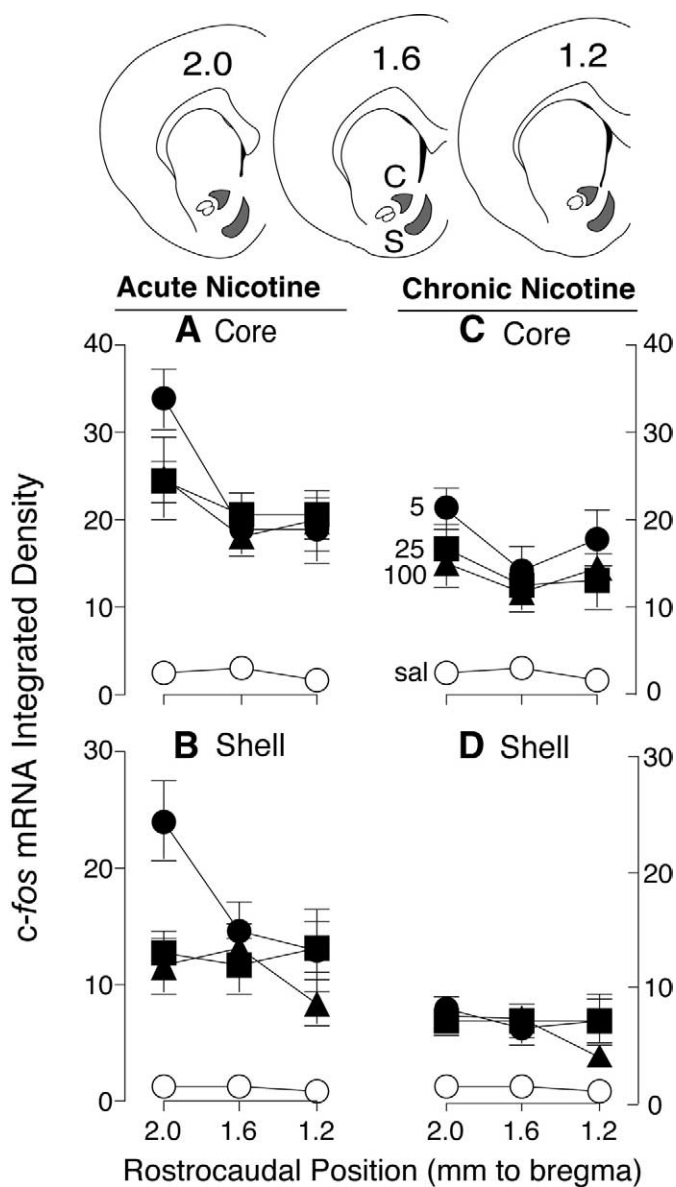 2.0 1.6 1.2
C
S
Acute Nicotine Chronic Nicotine
A Core C Core
40 40
30 30
5
20 20
25
100
10 10
sal
0 0
B Shell D Shell
30 30
20 20
10 10
0 0
2.0 1.6 1.2 2.0 1.6 1.2
c-fos mRNA Integrated Density
Rostrocaudal Position (mm to bregma)